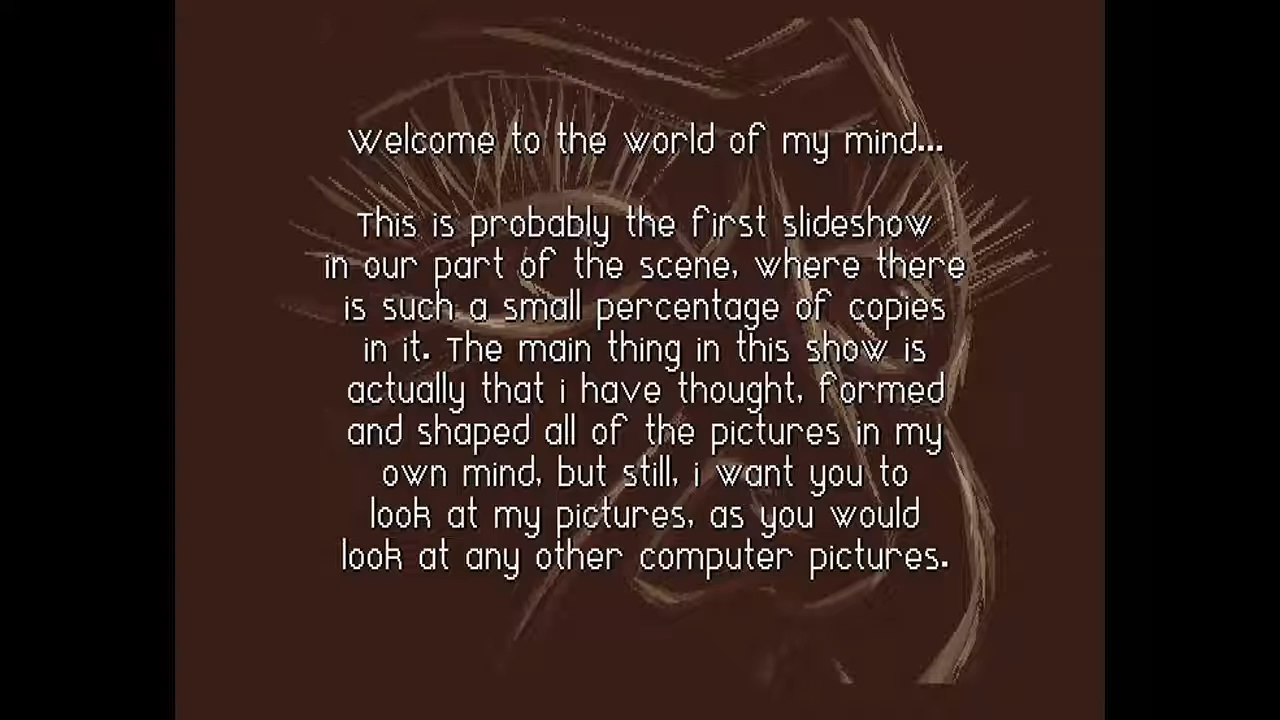 Welcome to the world of my mind...
This is probably the first slideshow
in our part of the scene, where there
is such a small percentage of copies
in it. The main thing in this show is
actually that i have thought, formed
and shaped all of the pictures in my
own mind, but still, i want you to
look at my pictures, as you would
look at any other computer pictures.